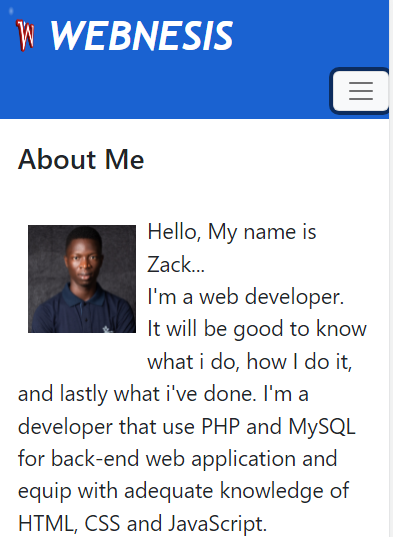 W WEBNESIS
About Me
Hello, My name is
Zack...
I'm a web developer.
It will be good to know
what i do, how I do it,
and lastly what i've done. I'm a
developer that use PHP and MySQL
for back-end web application and
equip with adequate knowledge of
HTML, CSS and JavaScript.